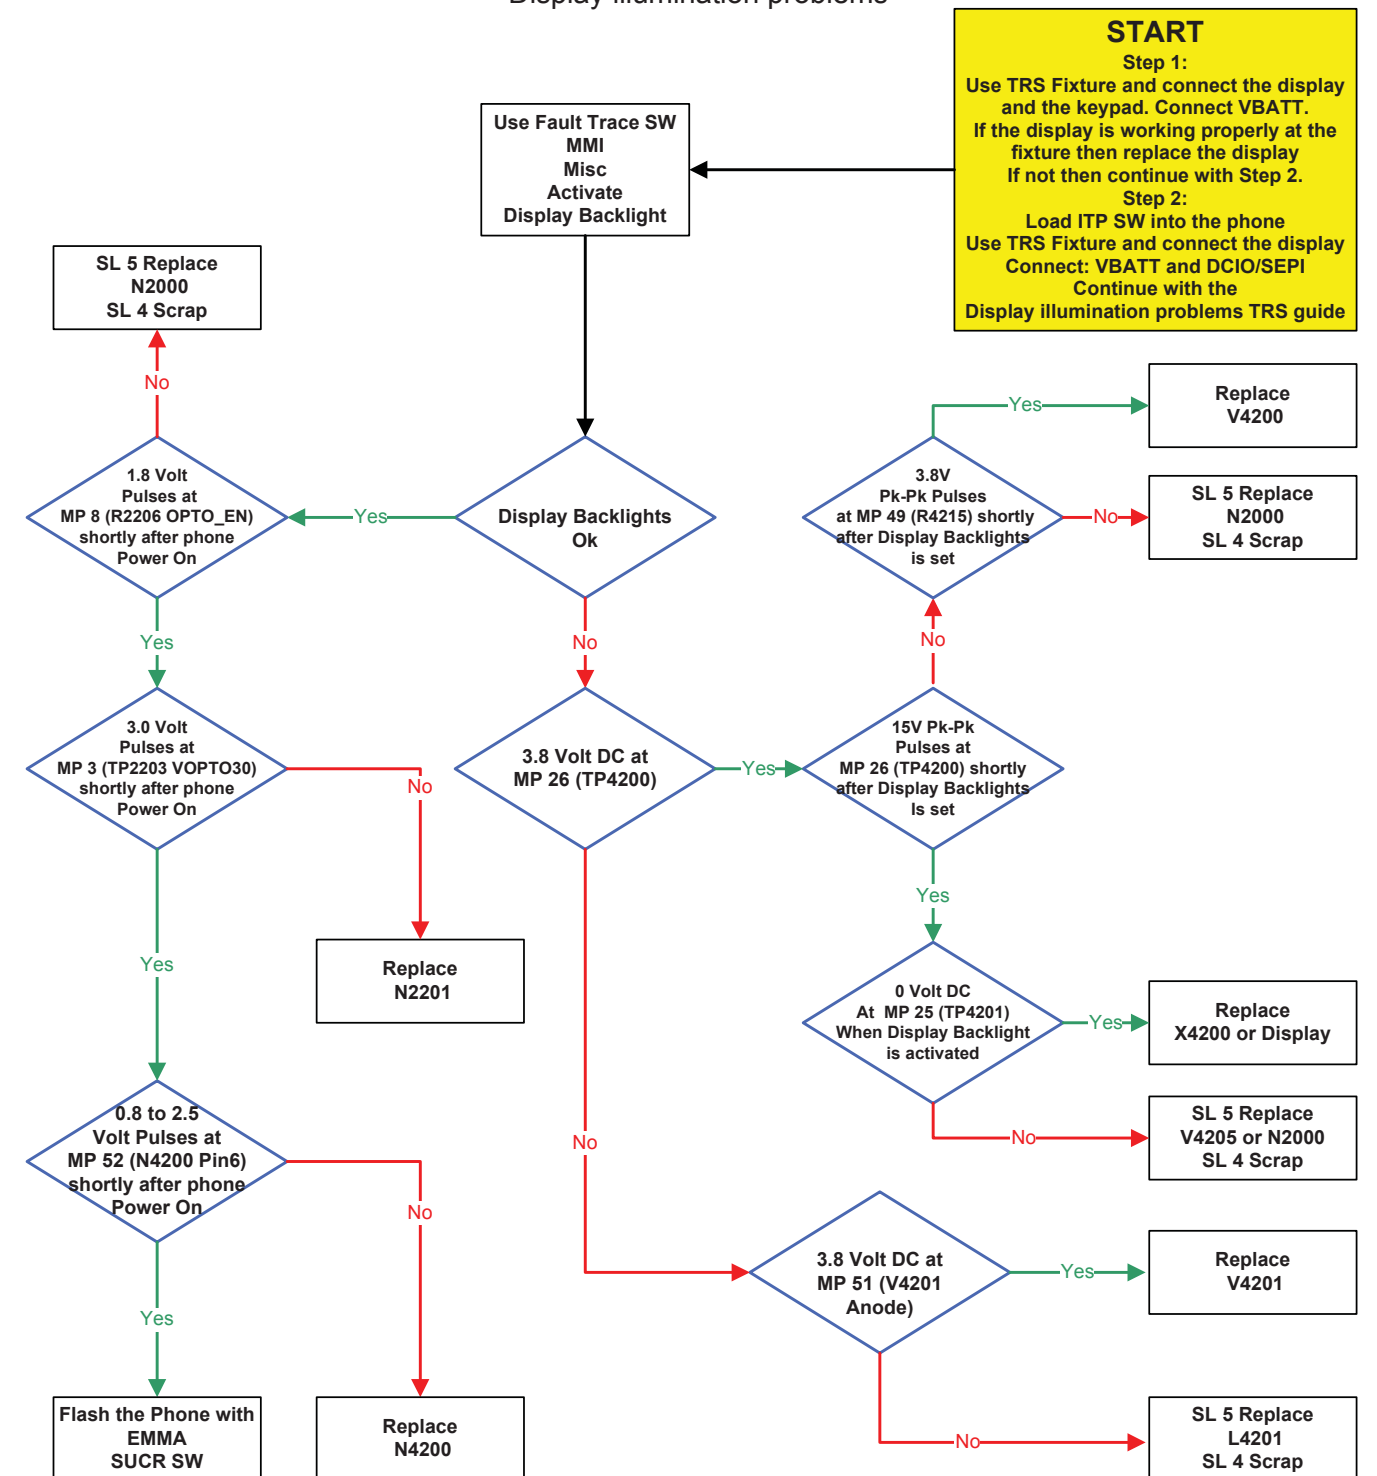 Display illumination problems
START
Step 1:
Use TRS Fixture and connect the display
and the keypad. Connect VBATT.
If the display is working properly at the
fixture then replace the display
If not then continue with Step 2.
Step 2:
Load ITP SW into the phone
Use TRS Fixture and connect the display
Connect: VBATT and DCIO/SEPI
Continue with the
Display illumination problems TRS guide
Use Fault Trace SW
MMI
Misc
Activate
Display Backlight
SL 5 Replace
N2000
SL 4 Scrap
No
1.8 Volt
Pulses at
MP 8 (R2206 OPTO_EN)
shortly after phone
Power On
Yes
Display Backlights
Ok
3.8V
Pk-Pk Pulses
at MP 49 (R4215) shortly
after Display Backlights
is set
Yes
Replace
V4200
No
SL 5 Replace
N2000
SL 4 Scrap
Yes
No
No
3.0 Volt
Pulses at
MP 3 (TP2203 VOPTO30)
shortly after phone
Power On
No
3.8 Volt DC at
MP 26 (TP4200)
Yes
15V Pk-Pk
Pulses at
MP 26 (TP4200) shortly
after Display Backlights
Is set
Yes
Yes
Replace
N2201
0 Volt DC
At MP 25 (TP4201)
When Display Backlight
is activated
Yes
Replace
X4200 or Display
No
SL 5 Replace
V4205 or N2000
SL 4 Scrap
0.8 to 2.5
Volt Pulses at
MP 52 (N4200 Pin6)
shortly after phone
Power On
No
No
3.8 Volt DC at
MP 51 (V4201
Anode)
Yes
Replace
V4201
Yes
Flash the Phone with
EMMA
SUCR SW
Replace
N4200
No
SL 5 Replace
L4201
SL 4 Scrap